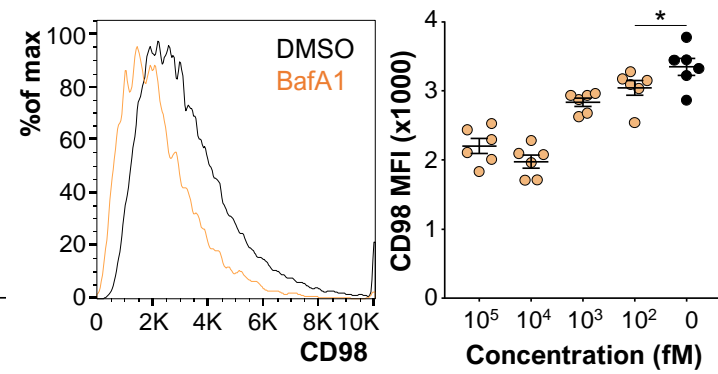 %of max
100
80
60
40
20
0
DMSO
BafA1
0 2K 4K 6K 8K 10K
CD98
CD98 MFI (x1000)
4
3
2
1
0
*
10⁵ 10⁴ 10³ 10² 0
Concentration (fM)